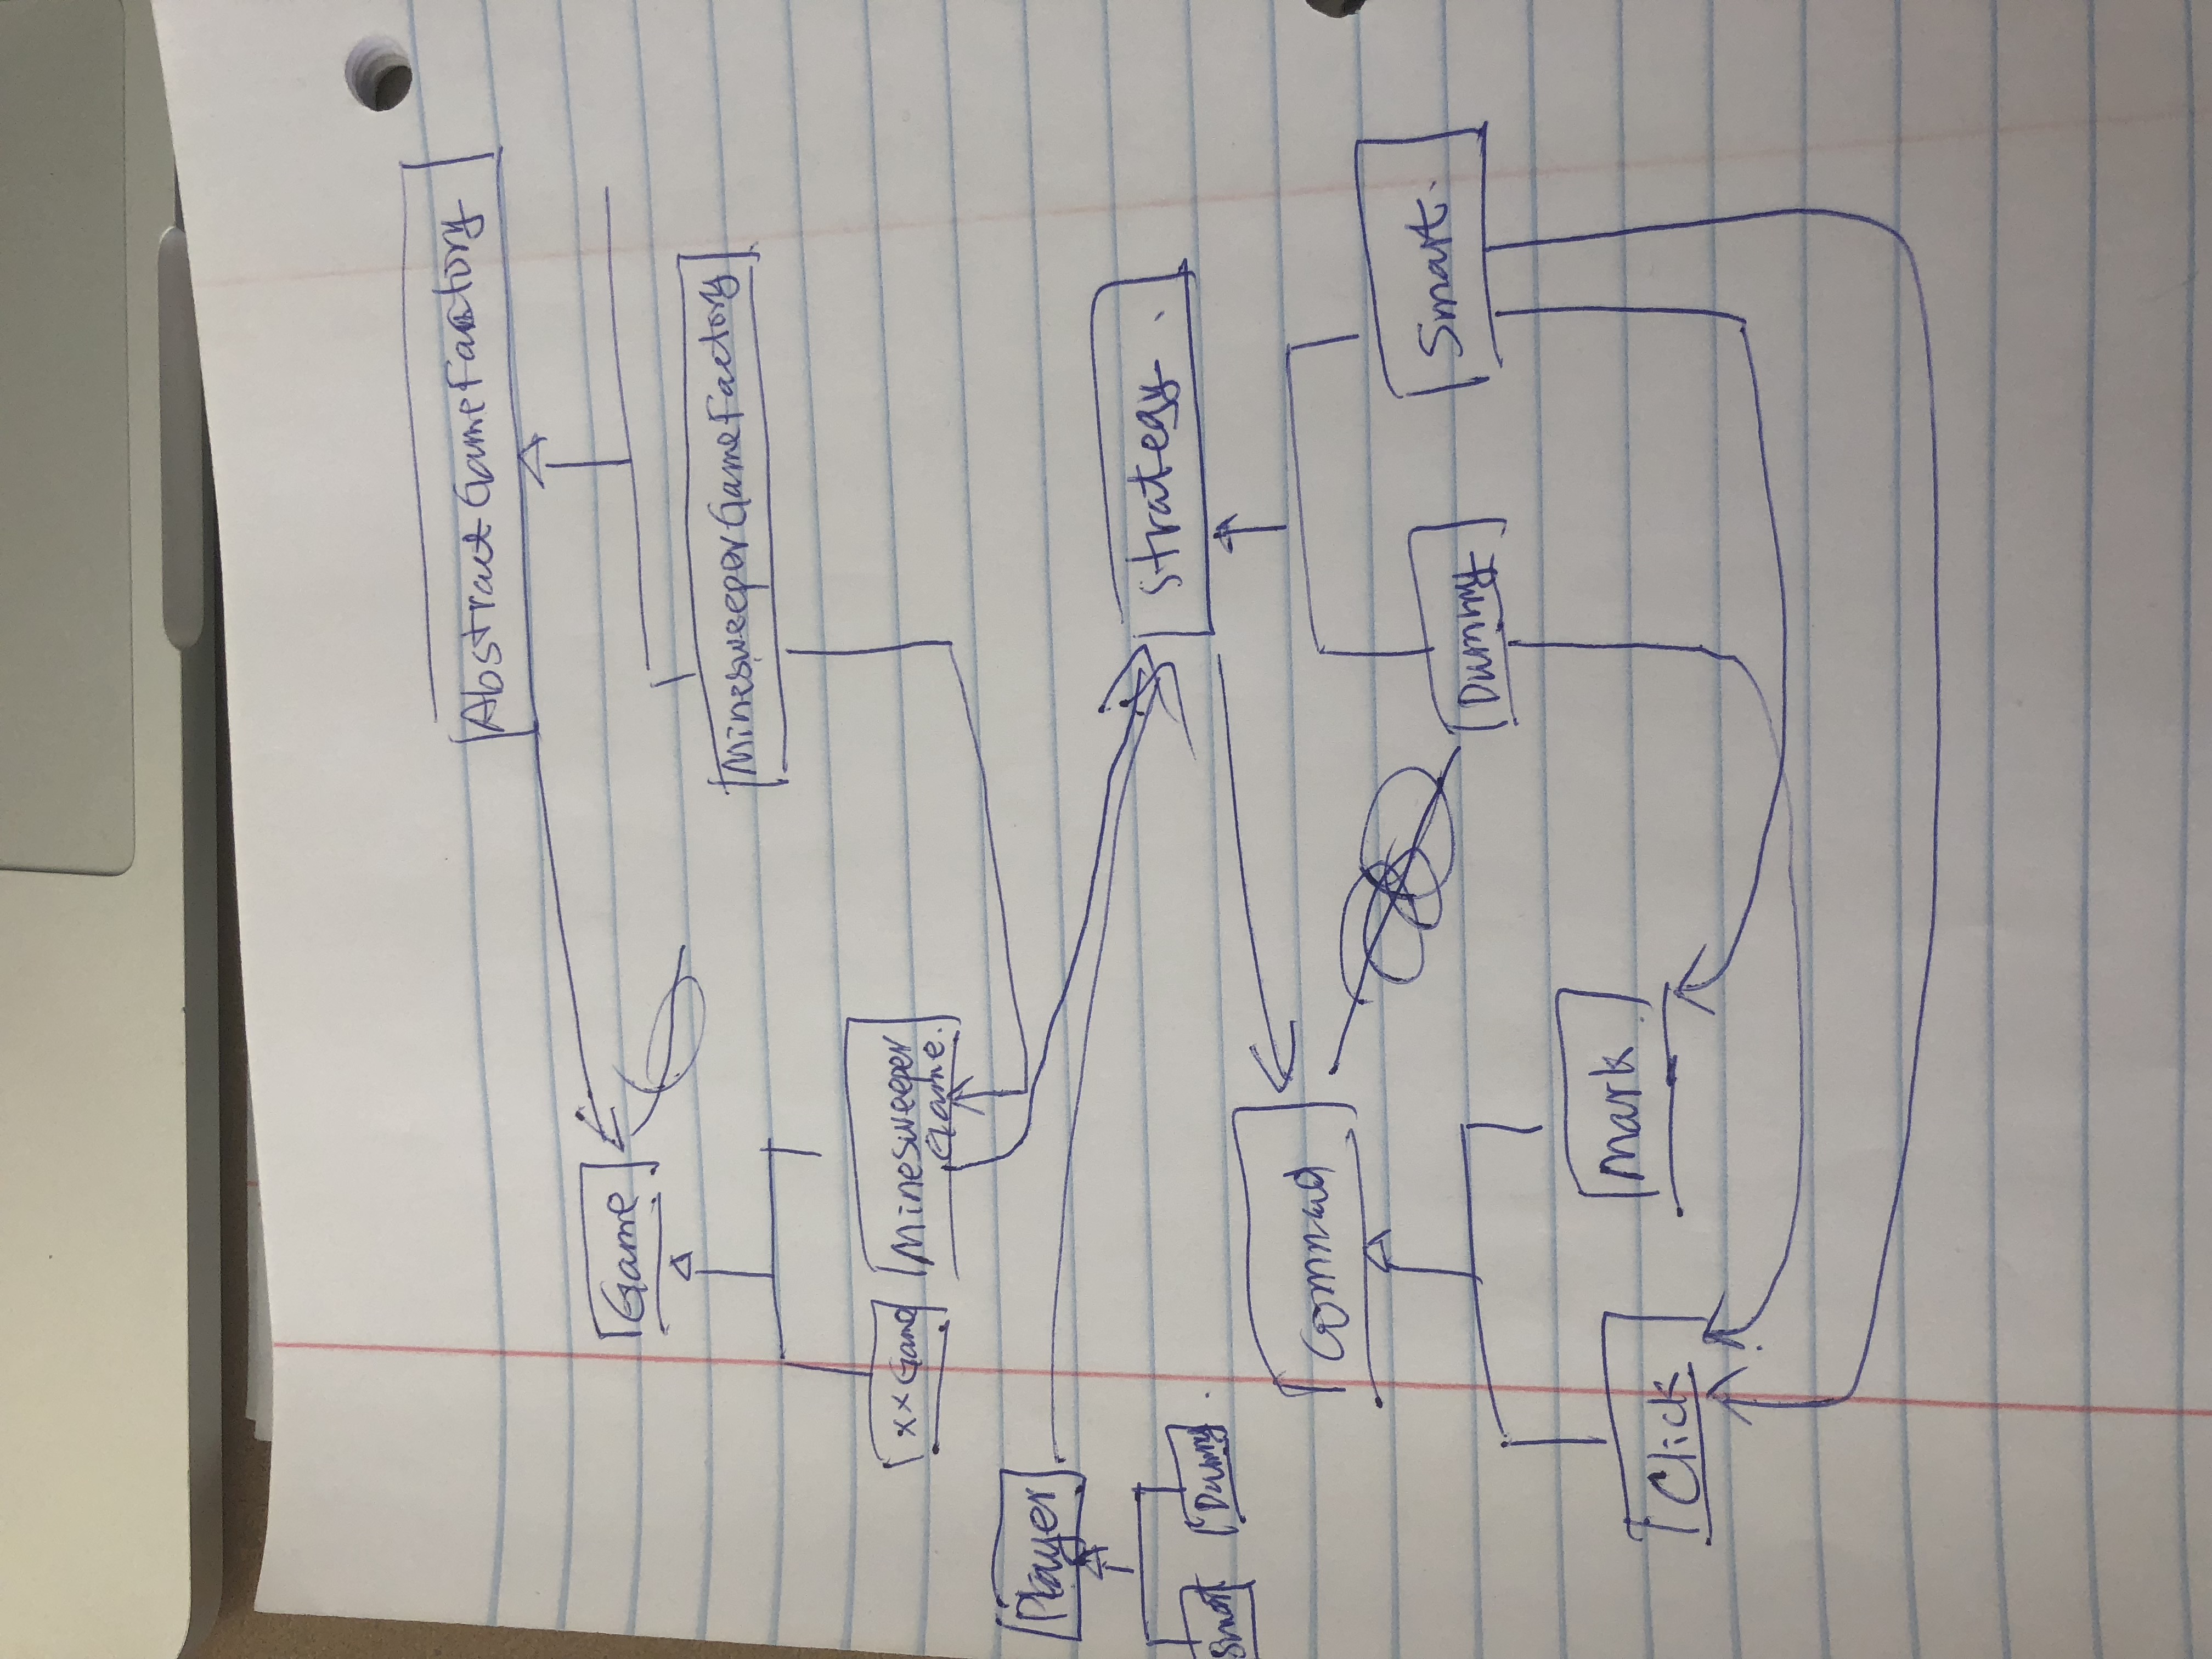 AbstractGameFactory
Game
MinesweeperGameFactory
xxGame
Minesweeper
Game.
Player
Strategy.
Smart
Dummy.
Commad
Smart.
Dummy
Mark.
Click